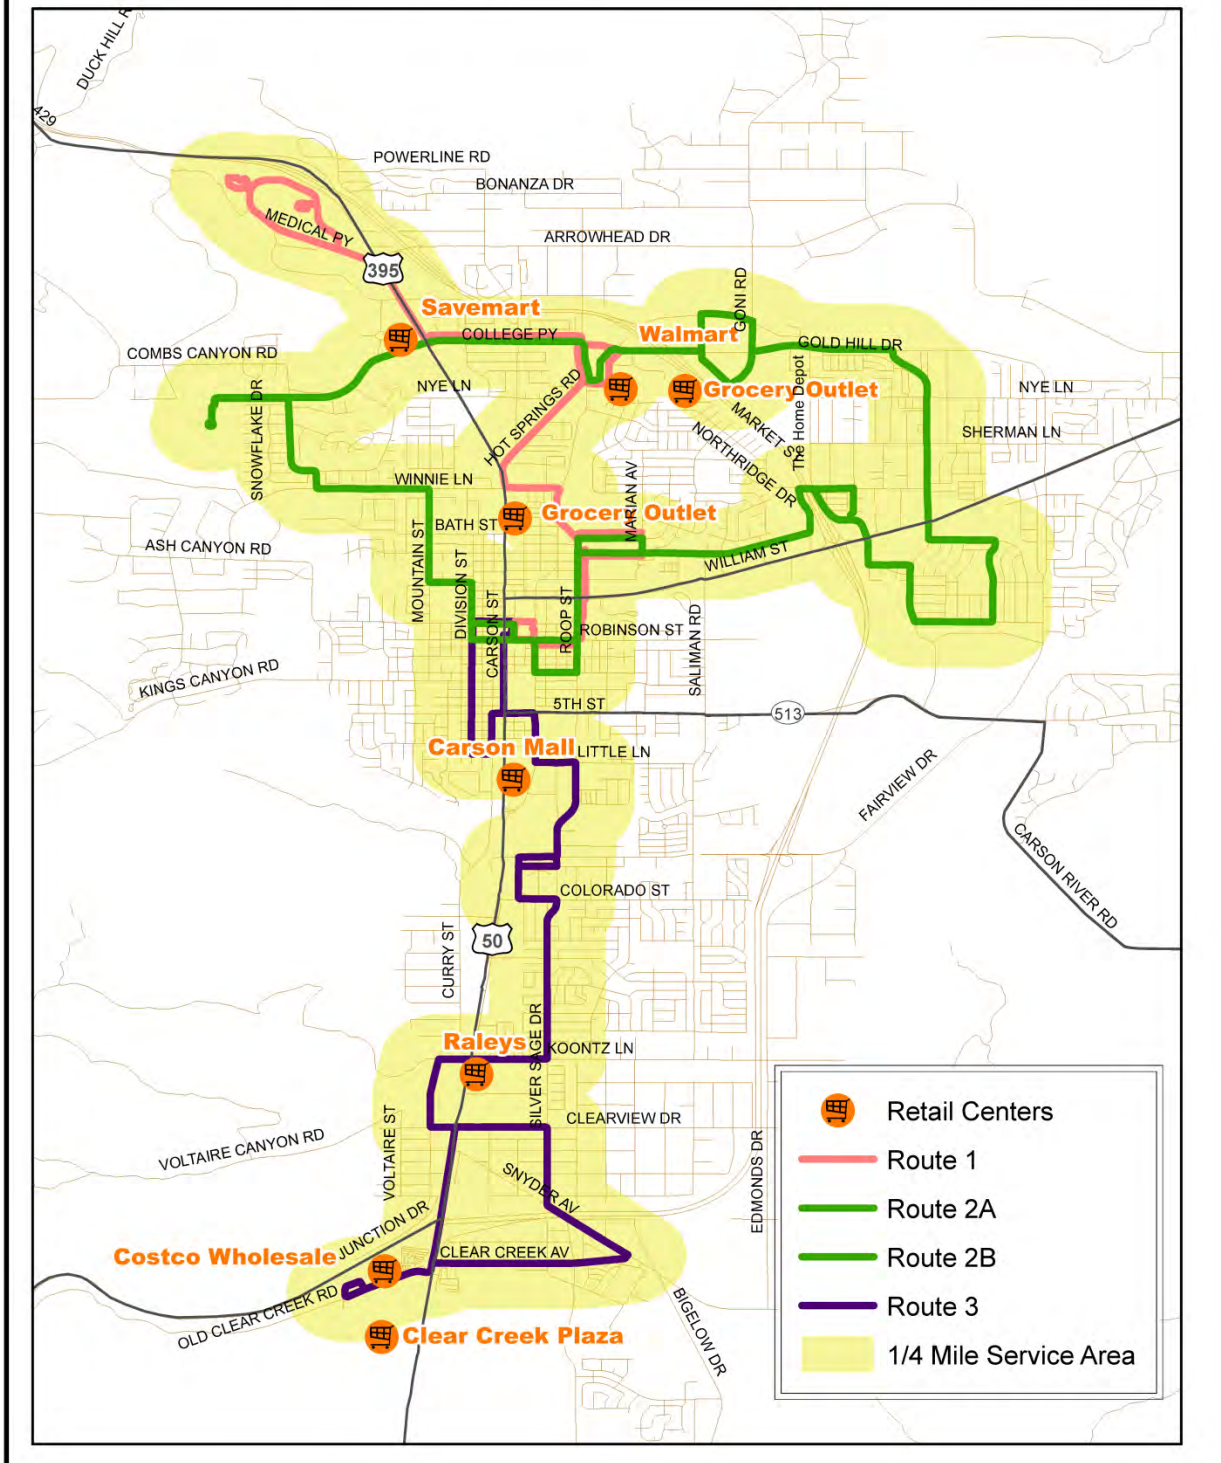 DUCK HILL R
429
POWERLINE RD
BONANZA DR
MEDICAL PY
ARROWHEAD DR
395
GONI RD
Savemart
COLLEGE PY
Walmart
GOLD HILL DR
COMBS CANYON RD
NYE LN
Grocery Outlet
The Home Depot
NYE LN
SNOWFLAKE DR
HOT SPRINGS RD
MARKET ST
NORTHRIDGE DR
SHERMAN LN
WINNIE LN
MARIAN AV
Grocery Outlet
BATH ST
ASH CANYON RD
MOUNTAIN ST
DIVISION ST
WILLIAM ST
CARSON ST
ROOP ST
ROBINSON ST
SALIMAN RD
KINGS CANYON RD
5TH ST
513
Carson Mall
LITTLE LN
FAIRVIEW DR
CARSON RIVER RD
COLORADO ST
50
CURRY ST
Raleys
SILVER SAGE DR
KOONTZ LN
CLEARVIEW DR
VOLTAIRE CANYON RD
VOLTAIRE ST
EDMONDS DR
SNYDER AV
JUNCTION DR
CLEAR CREEK AV
Costco Wholesale
OLD CLEAR CREEK RD
BIGELOW DR
Clear Creek Plaza
Retail Centers
Route 1
Route 2A
Route 2B
Route 3
1/4 Mile Service Area